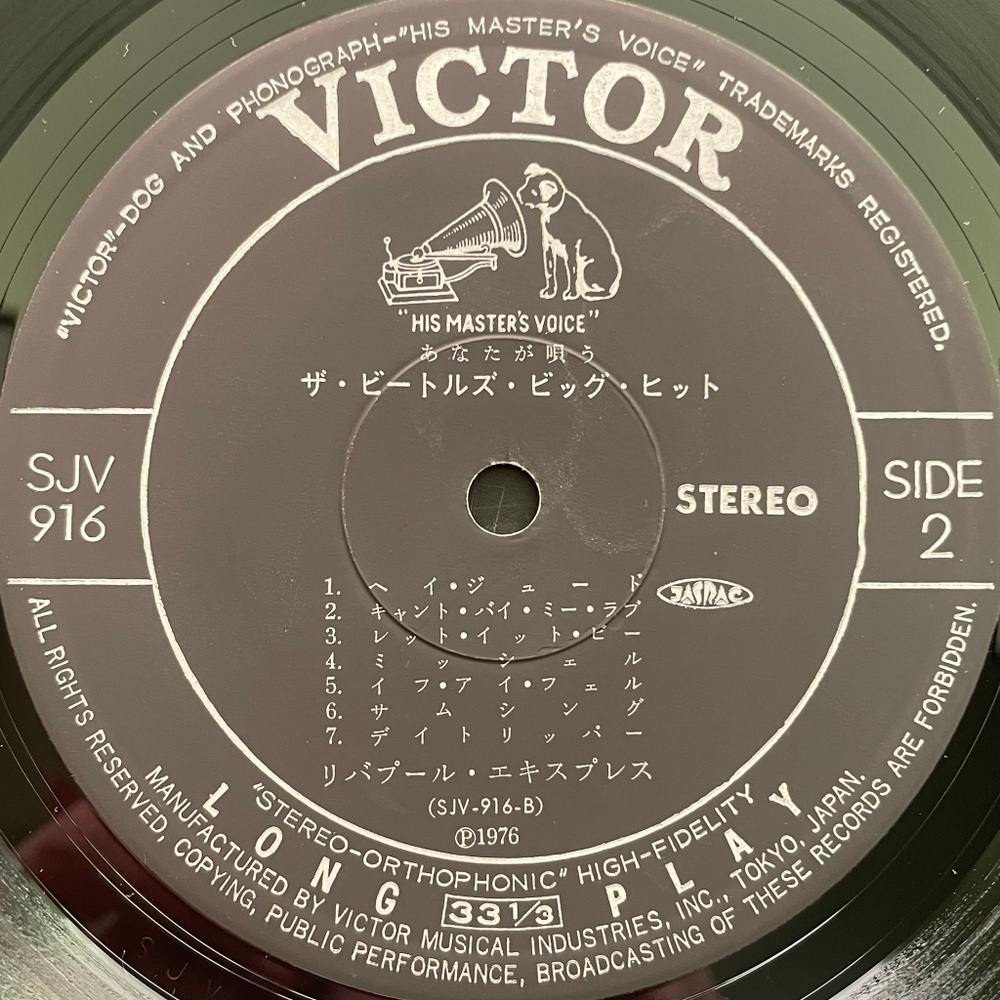 "VICTOR"-DOG AND PHONOGRAPH-"HIS MASTER'S VOICE" TRADEMARKS REGISTERED.
VICTOR
"HIS MASTER'S VOICE"
あなたが唄う
ザ・ビートルズ・ビッグ・ヒット
SJV
916
STEREO
SIDE
2
JASRAC
1. ヘイ・ジュード
2. キャント・バイ・ミー・ラブ
3. レット・イット・ビー
4. ミッシェル
5. イフ・アイ・フェル
6. サムシング
7. デイトリッパー
リバプール・エキスプレス
(SJV-916-B)
Ⓟ1976
"STEREO-ORTHOPHONIC" HIGH-FIDELITY
LONG PLAY
33 1/3
MANUFACTURED BY VICTOR MUSICAL INDUSTRIES, INC., TOKYO, JAPAN.
ALL RIGHTS RESERVED, COPYING, PUBLIC PERFORMANCE, BROADCASTING OF THESE RECORDS ARE FORBIDDEN.